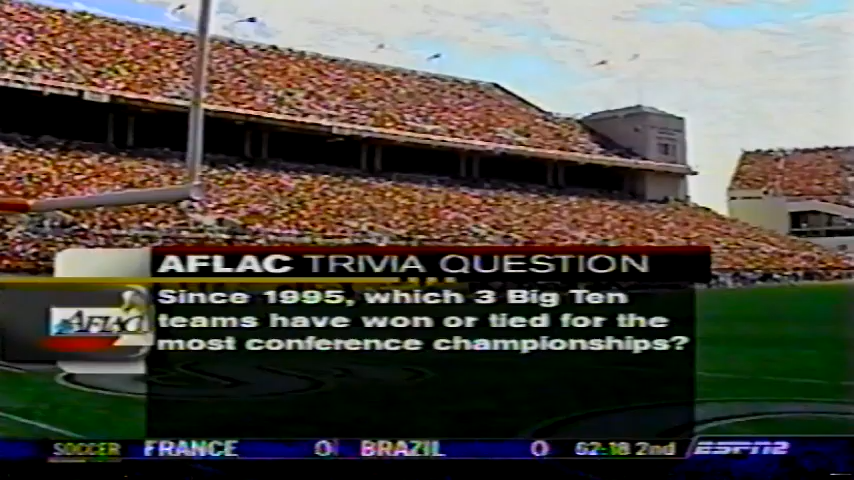 AFLAC TRIVIA QUESTION
Since 1995, which 3 Big Ten
teams have won or tied for the
most conference championships?
AFLAC
SOCCER FRANCE 0 BRAZIL 0 62:18 2nd ESPN2